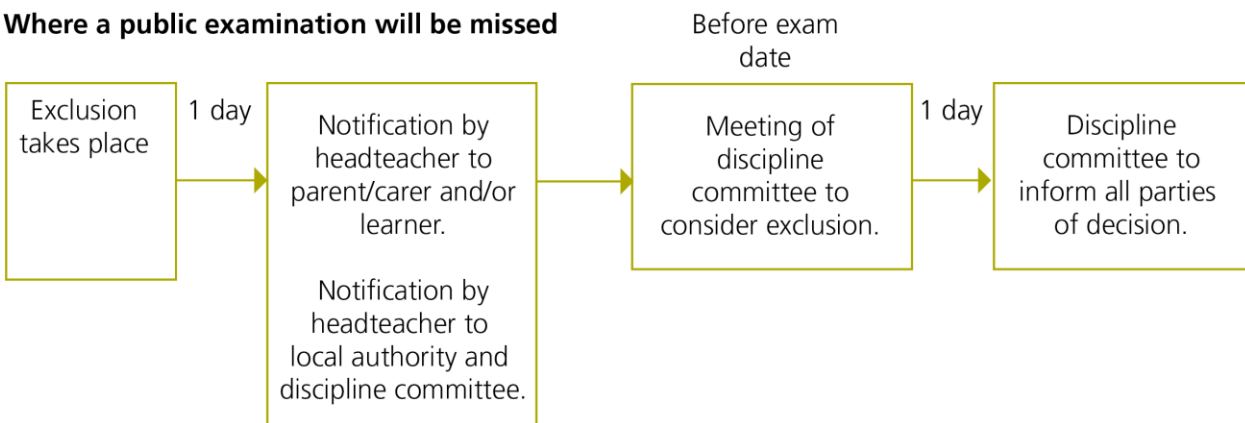 Where a public examination will be missed
Before exam
date
Exclusion
takes place
1 day
Notification by
headteacher to
parent/carer and/or
learner.
Notification by
headteacher to
local authority and
discipline committee.
Meeting of
discipline
committee to
consider exclusion.
1 day
Discipline
committee to
inform all parties
of decision.